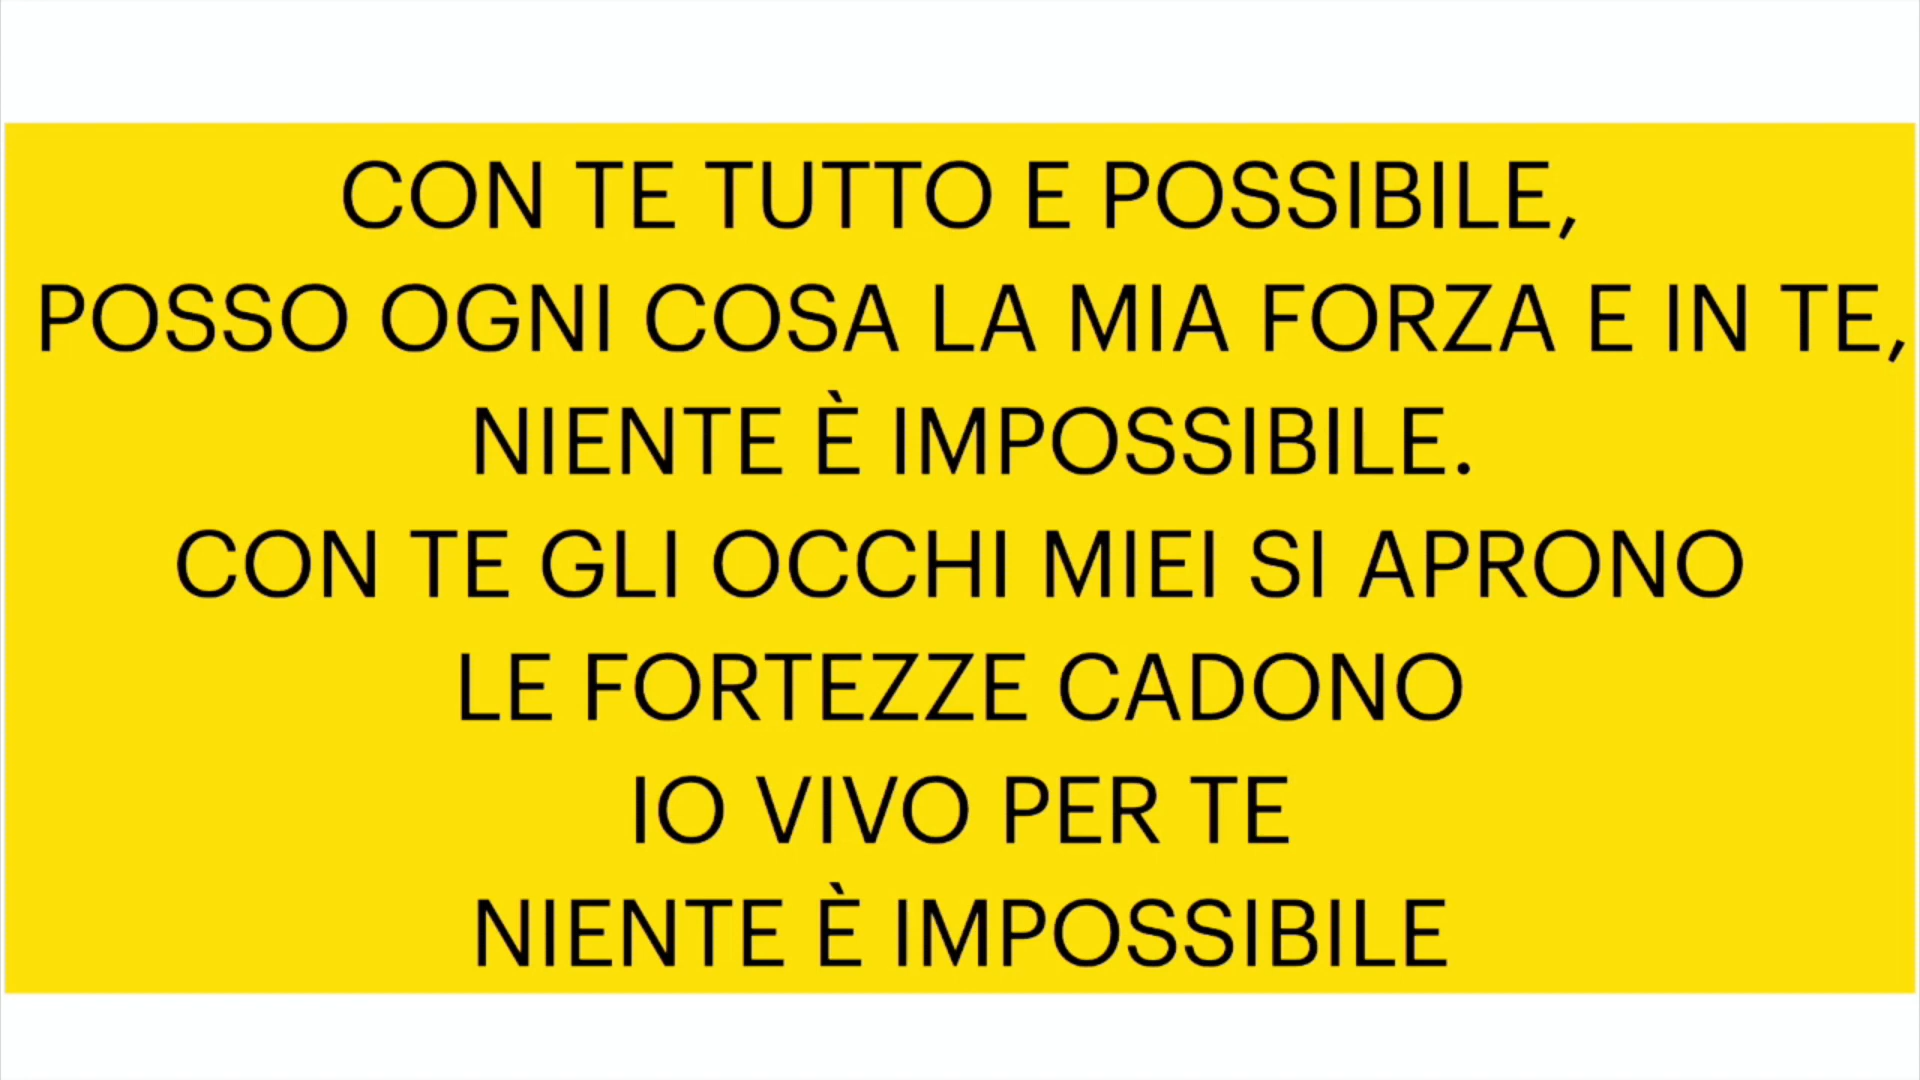 CON TE TUTTO E POSSIBILE,
POSSO OGNI COSA LA MIA FORZA E IN TE,
NIENTE È IMPOSSIBILE.
CON TE GLI OCCHI MIEI SI APRONO
LE FORTEZZE CADONO
IO VIVO PER TE
NIENTE È IMPOSSIBILE